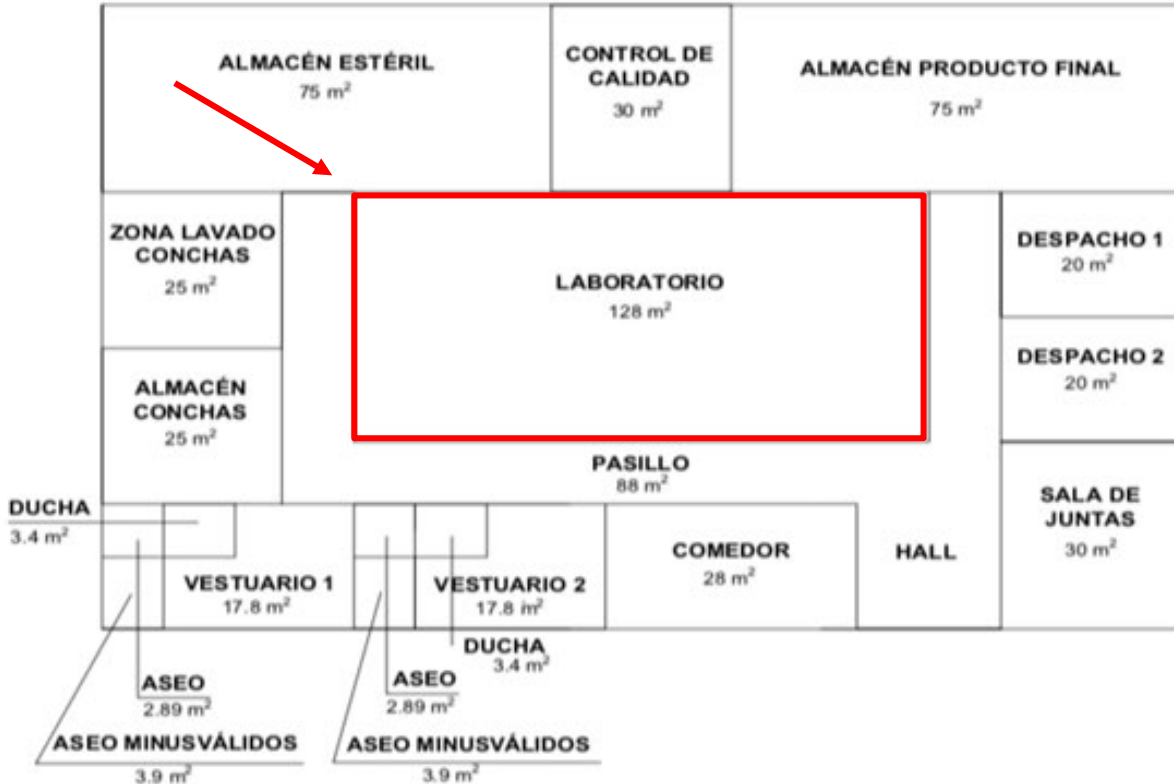 ALMACÉN ESTÉRIL
75 m²
CONTROL DE
CALIDAD
30 m²
ALMACÉN PRODUCTO FINAL
75 m²
ZONA LAVADO
CONCHAS
25 m²
LABORATORIO
128 m²
DESPACHO 1
20 m²
DESPACHO 2
20 m²
ALMACÉN
CONCHAS
25 m²
PASILLO
88 m²
SALA DE
JUNTAS
30 m²
DUCHA
3.4 m²
VESTUARIO 1
17.8 m²
VESTUARIO 2
17.8 m²
COMEDOR
28 m²
HALL
DUCHA
3.4 m²
ASEO
2.89 m²
ASEO
2.89 m²
ASEO MINUSVÁLIDOS
3.9 m²
ASEO MINUSVÁLIDOS
3.9 m²